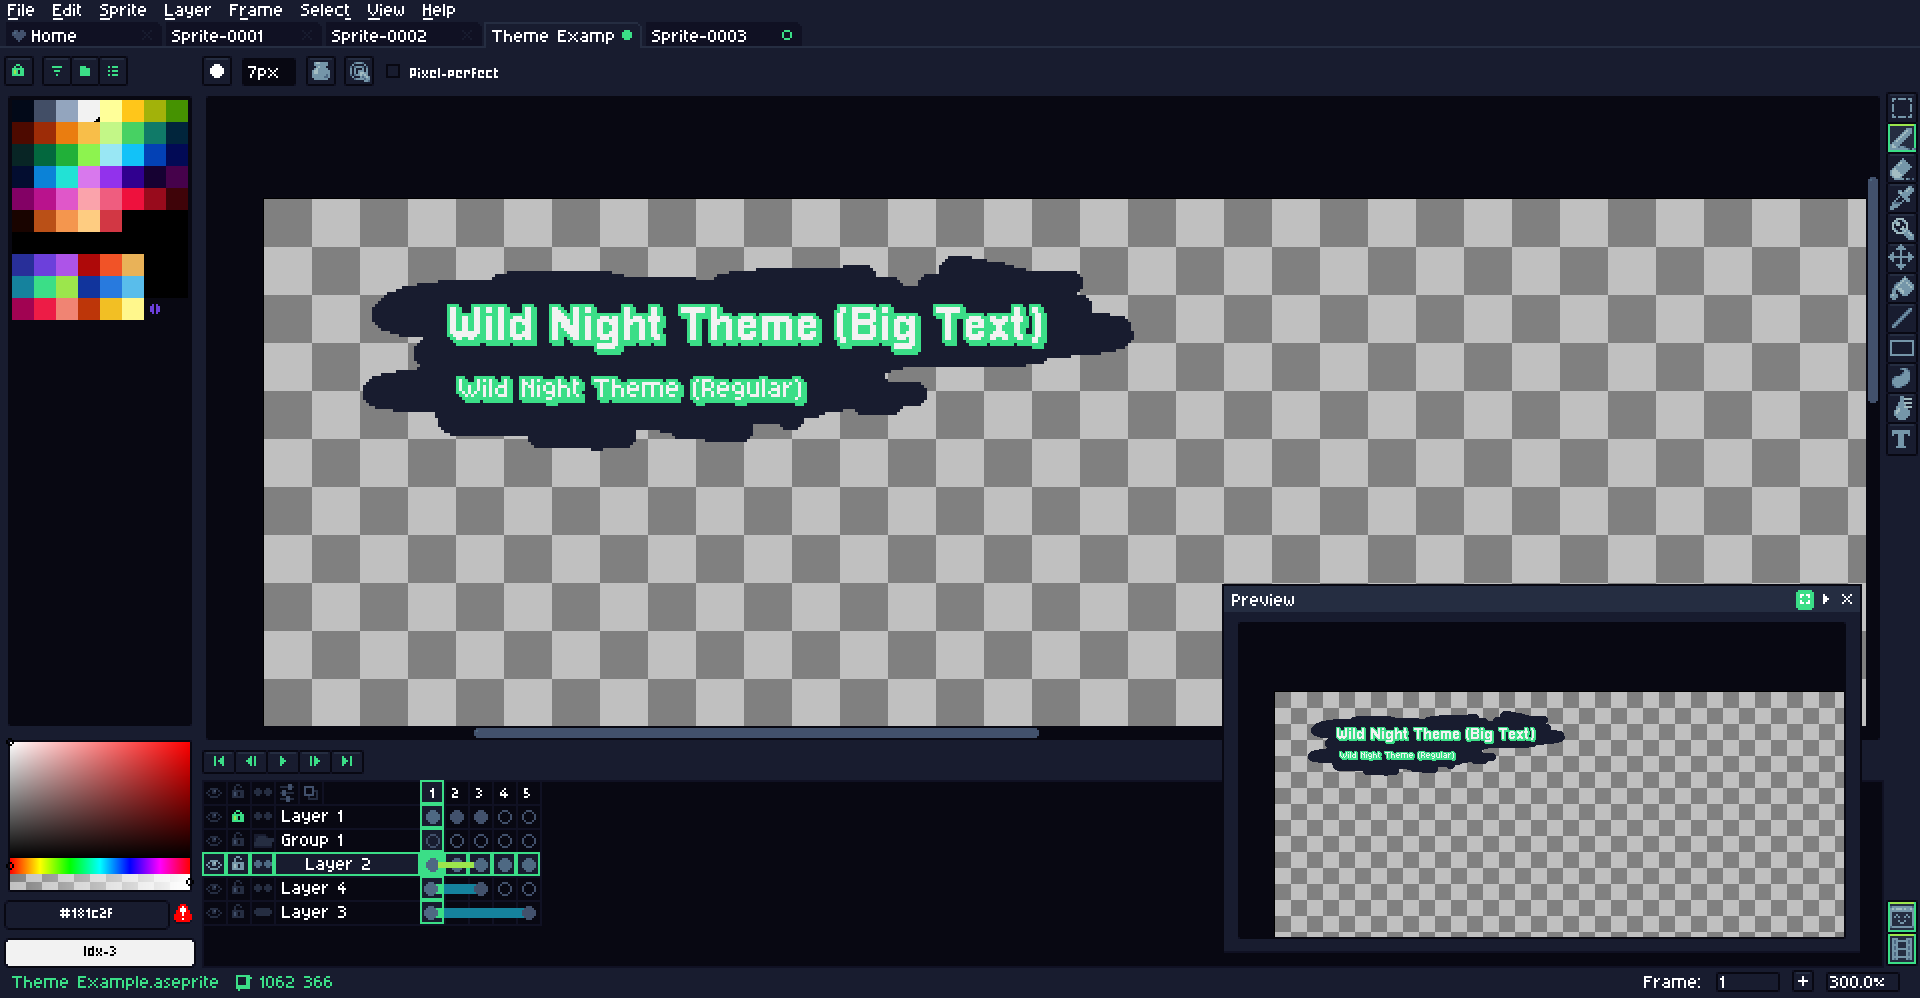 File Edit Sprite Layer Frame Select View Help
Home Sprite-0001 Sprite-0002 Theme Examp Sprite-0003
7px Pixel-perfect
Wild Night Theme (Big Text)
Wild Night Theme (Regular)
Preview
Wild Night Theme (Big Text)
Wild Night Theme (Regular)
1 2 3 4 5
Layer 1
Group 1
Layer 2
Layer 4
Layer 3
#181c2f
Idx-3
Theme Example.aseprite 1062 366 Frame: 1 + 300.0%